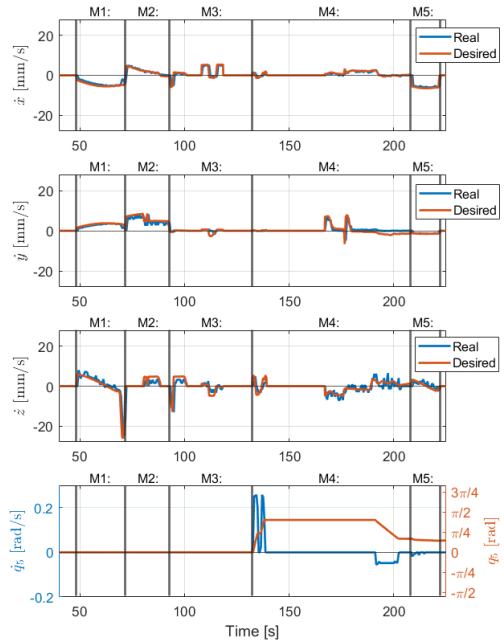 M1: M2: M3: M4: M5:
20
0
-20
ẋ [mm/s]
Real
Desired
50 100 150 200
M1: M2: M3: M4: M5:
20
0
-20
ẏ [mm/s]
Real
Desired
50 100 150 200
M1: M2: M3: M4: M5:
20
0
-20
ż [mm/s]
Real
Desired
50 100 150 200
M1: M2: M3: M4: M5:
0.2
0
-0.2
q̇₅ [rad/s]
3π/4
π/2
π/4
0
-π/4
-π/2
q₅ [rad]
50 100 150 200
Time [s]